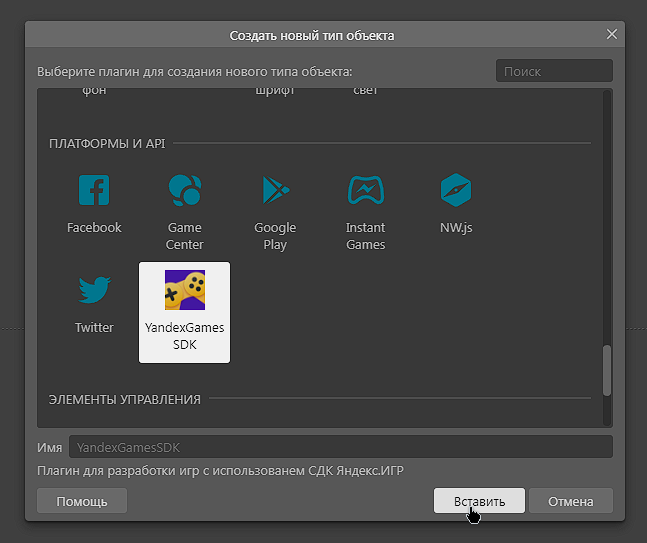 Создать новый тип объекта
Выберите плагин для создания нового типа объекта:
Поиск
фон шрифт свет
ПЛАТФОРМЫ И API
Facebook Game Center Google Play Instant Games NW.js
Twitter YandexGames SDK
ЭЛЕМЕНТЫ УПРАВЛЕНИЯ
Имя YandexGamesSDK
Плагин для разработки игр с использованем СДК Яндекс.ИГР
Помощь Вставить Отмена